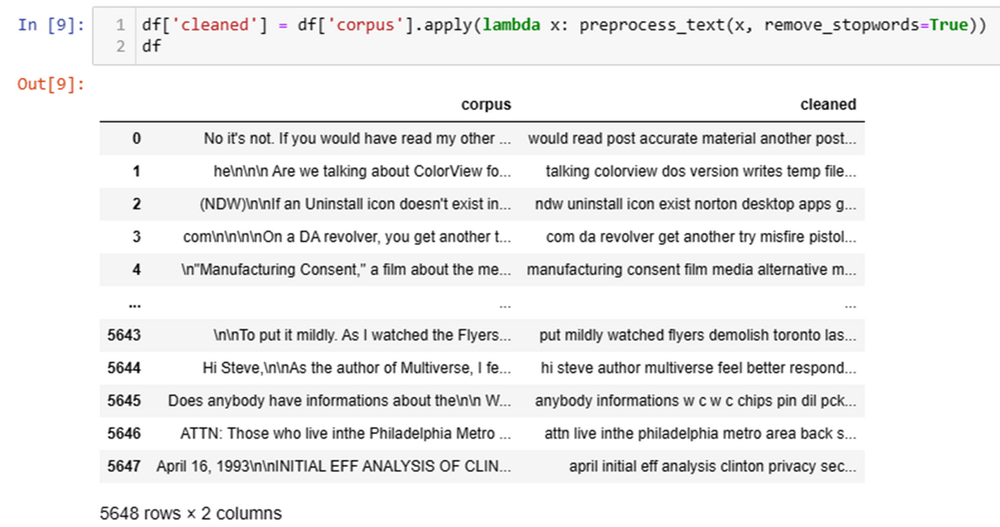 In [9]: 1 df['cleaned'] = df['corpus'].apply(lambda x: preprocess_text(x, remove_stopwords=True))
2 df
Out[9]:
corpus cleaned
0 No it's not. If you would have read my other ... would read post accurate material another post...
1 he\n\n\n Are we talking about ColorView fo... talking colorview dos version writes temp file...
2 (NDW)\n\nIf an Uninstall icon doesn't exist in... ndw uninstall icon exist norton desktop apps g...
3 com\n\n\n\nOn a DA revolver, you get another t... com da revolver get another try misfire pistol...
4 \n"Manufacturing Consent," a film about the me... manufacturing consent film media alternative m...
... ... ...
5643 \n\nTo put it mildly. As I watched the Flyers... put mildly watched flyers demolish toronto las...
5644 Hi Steve,\n\nAs the author of Multiverse, I fe... hi steve author multiverse feel better respond...
5645 Does anybody have informations about the\n\n W... anybody informations w c w c chips pin dil pck...
5646 ATTN: Those who live inthe Philadelphia Metro ... attn live inthe philadelphia metro area back s...
5647 April 16, 1993\n\nINITIAL EFF ANALYSIS OF CLIN... april initial eff analysis clinton privacy sec...
5648 rows × 2 columns